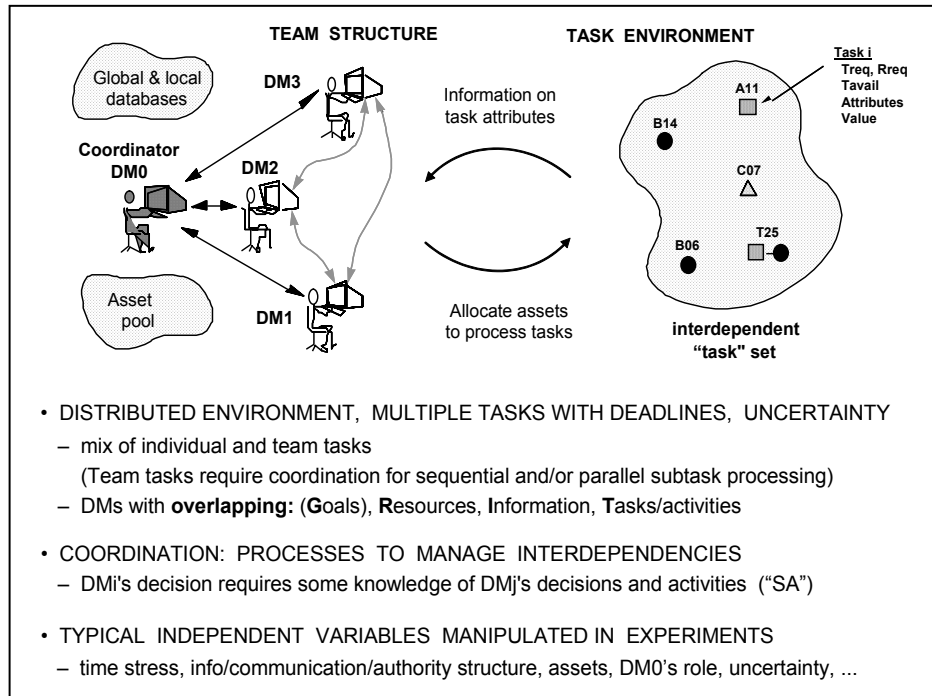 TEAM STRUCTURE
TASK ENVIRONMENT
Global & local
databases
DM3
Information on
task attributes
Task i
Treq, Rreq
Tavail
Attributes
Value
A11
B14
Coordinator
DM0
DM2
C07
T25
B06
Asset
pool
DM1
Allocate assets
to process tasks
interdependent
“task" set
• DISTRIBUTED ENVIRONMENT, MULTIPLE TASKS WITH DEADLINES, UNCERTAINTY
– mix of individual and team tasks
(Team tasks require coordination for sequential and/or parallel subtask processing)
– DMs with overlapping: (Goals), Resources, Information, Tasks/activities
• COORDINATION: PROCESSES TO MANAGE INTERDEPENDENCIES
– DMi's decision requires some knowledge of DMj's decisions and activities (“SA”)
• TYPICAL INDEPENDENT VARIABLES MANIPULATED IN EXPERIMENTS
– time stress, info/communication/authority structure, assets, DM0’s role, uncertainty, ...